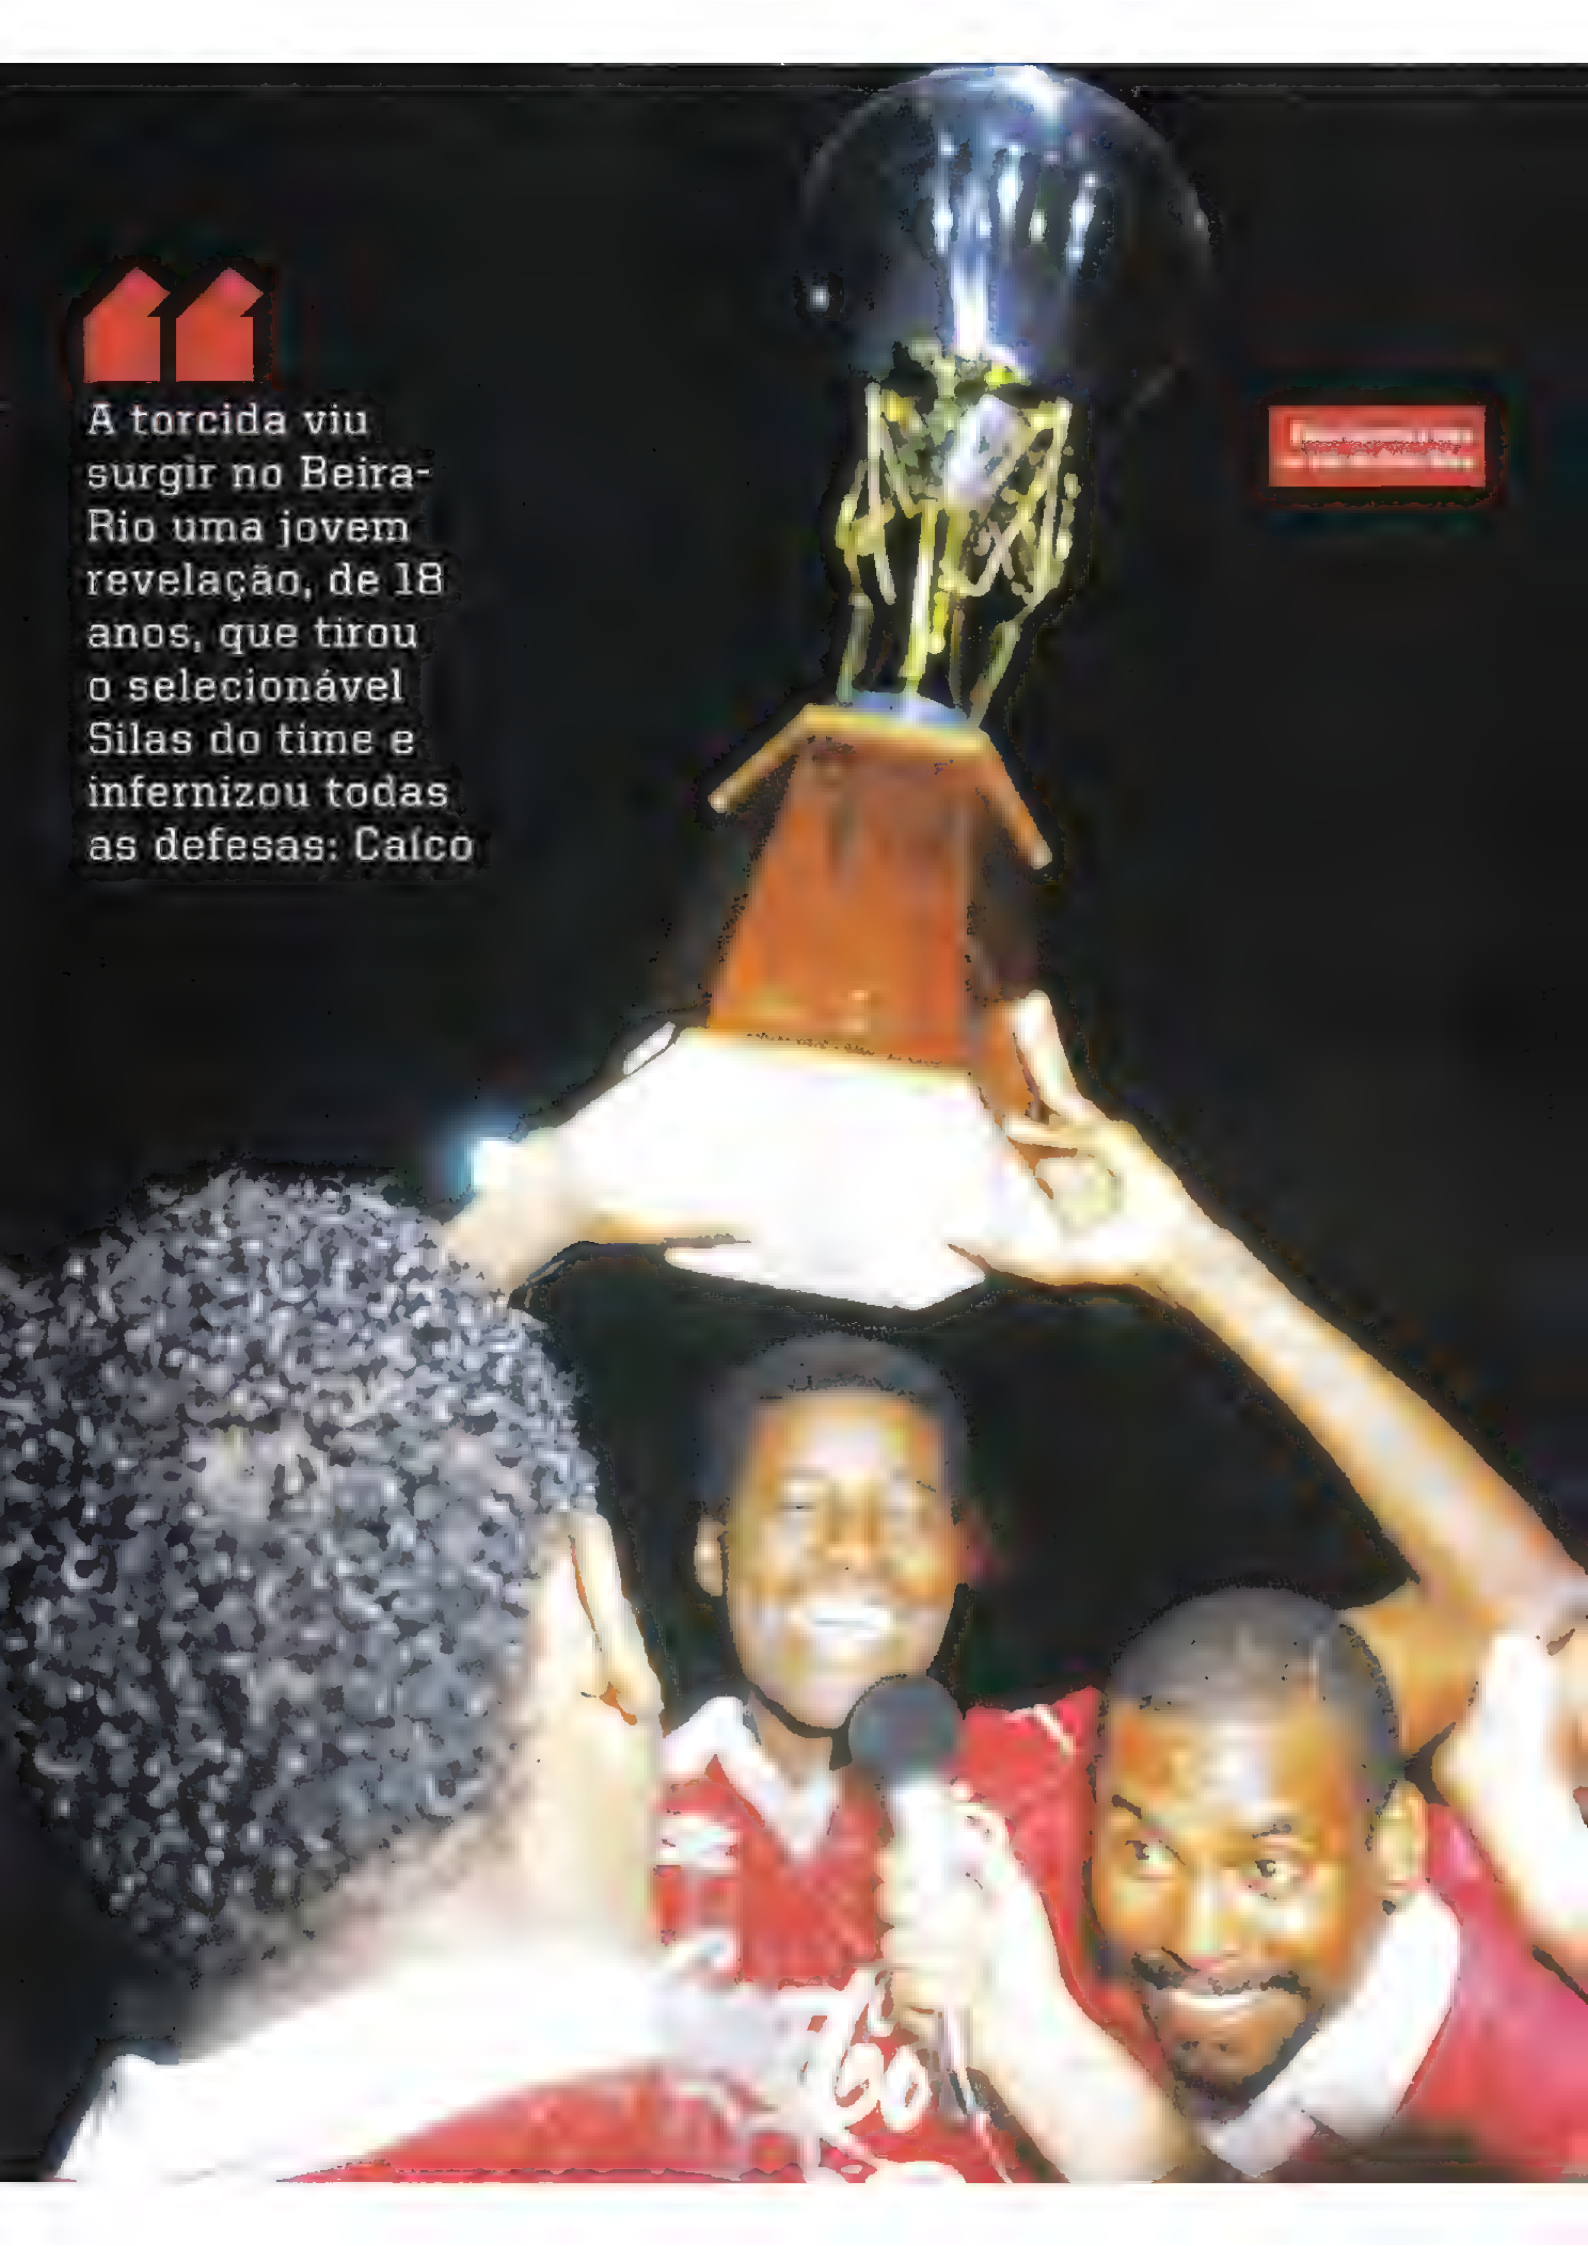 A torcida viu
surgir no Beira-
Rio uma jovem
revelação, de 18
anos, que tirou
o selecionável
Silas do time e
infernizou todas
as defesas: Caíco